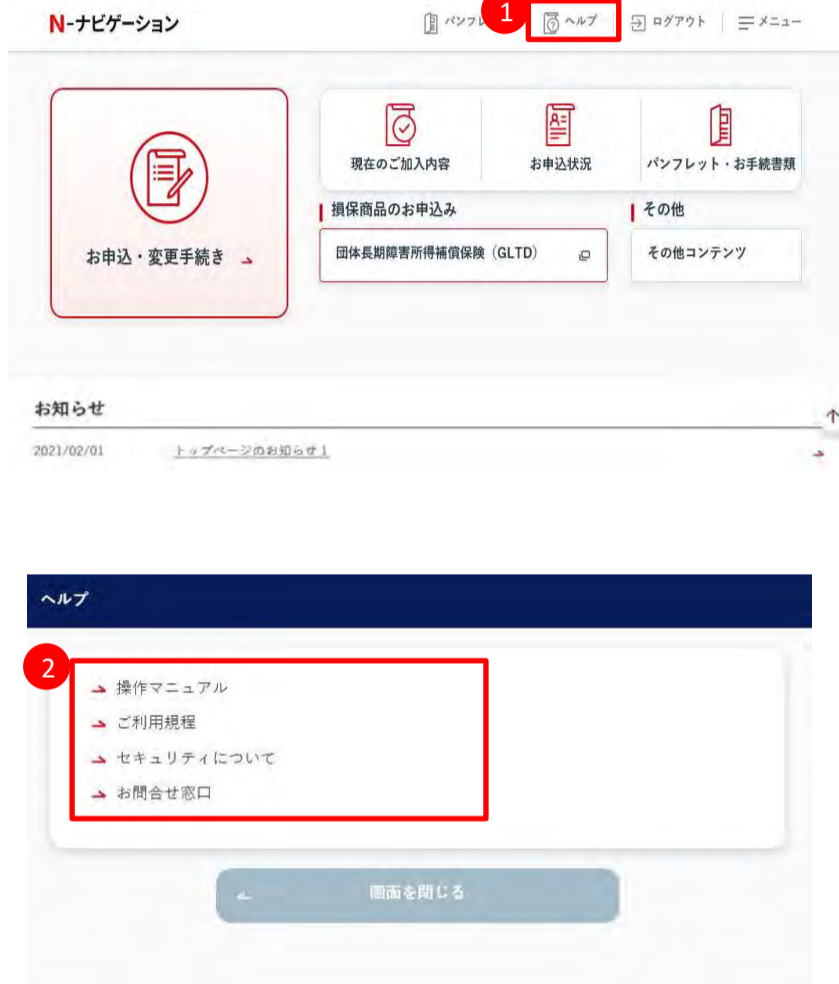 N-ナビゲーション
パンフレ
1
ヘルプ
ログアウト
メニュー
現在のご加入内容
お申込状況
パンフレット・お手続書類
お申込・変更手続き
損保商品のお申込み
その他
団体長期障害所得補償保険（GLTD）
その他コンテンツ
お知らせ
2021/02/01 トップページのお知らせ1
ヘルプ
2
操作マニュアル
ご利用規程
セキュリティについて
お問合せ窓口
画面を閉じる